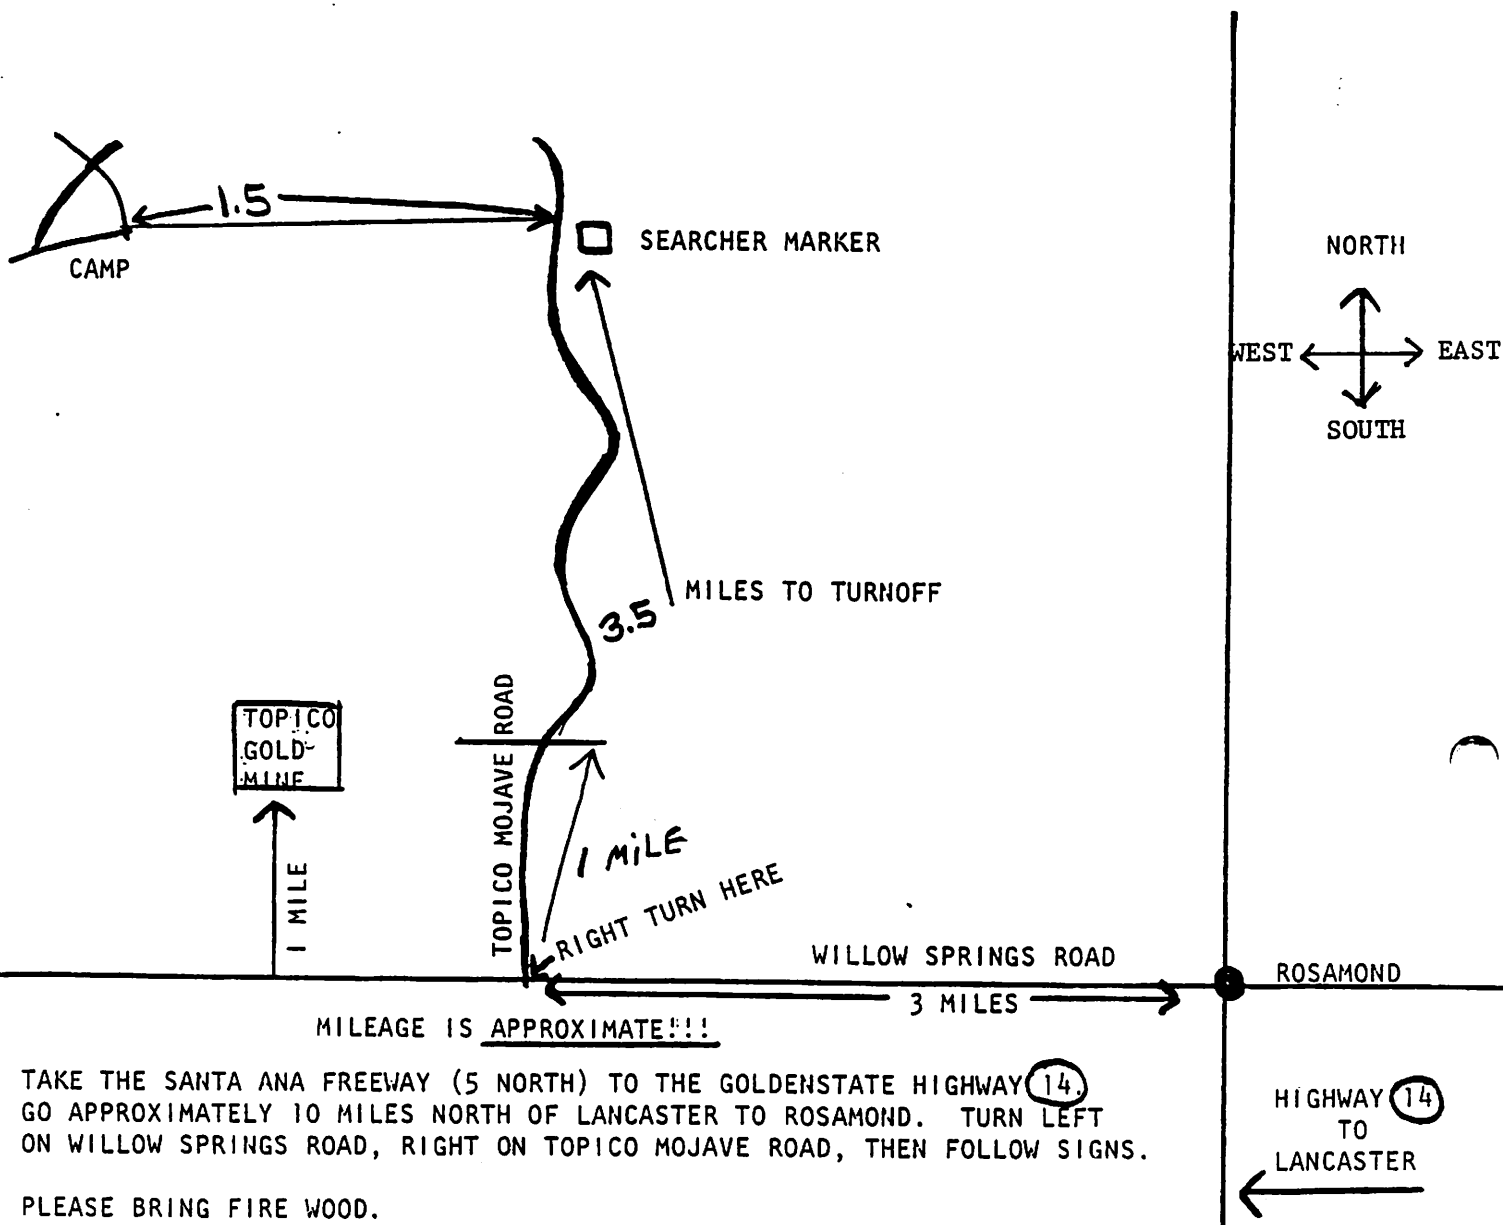 1.5
SEARCHER MARKER
CAMP
NORTH
WEST
EAST
SOUTH
MILES TO TURNOFF
3.5
TOPICO
GOLD-
MINE
TOPICO MOJAVE ROAD
1 MILE
1 MILE
RIGHT TURN HERE
WILLOW SPRINGS ROAD
ROSAMOND
3 MILES
MILEAGE IS APPROXIMATE!!!
TAKE THE SANTA ANA FREEWAY (5 NORTH) TO THE GOLDENSTATE HIGHWAY 14.
GO APPROXIMATELY 10 MILES NORTH OF LANCASTER TO ROSAMOND. TURN LEFT
ON WILLOW SPRINGS ROAD, RIGHT ON TOPICO MOJAVE ROAD, THEN FOLLOW SIGNS.
PLEASE BRING FIRE WOOD.
HIGHWAY 14
TO
LANCASTER